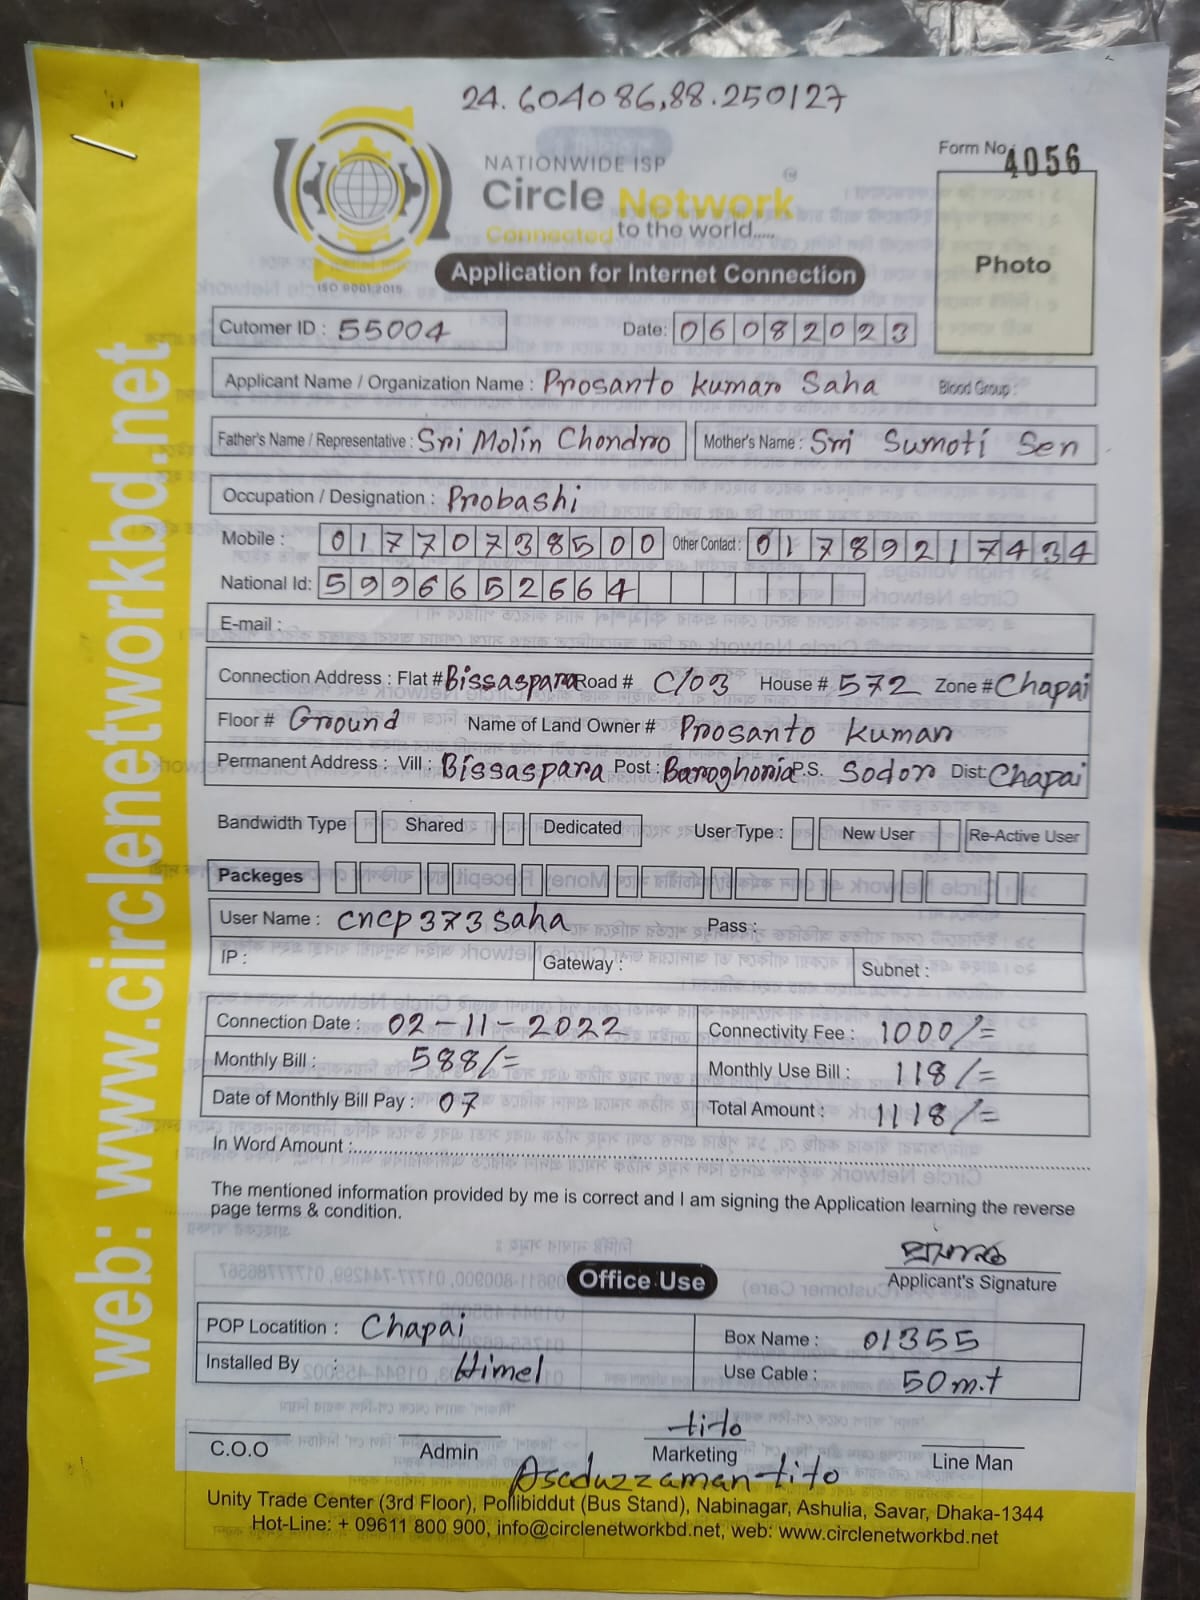 24.604086,88.250127
NATIONWIDE ISP
Form No. 4056
Circle Network
Connected to the world.....
Photo
Application for Internet Connection
ISO 9001:2015
Cutomer ID : 55004 Date: 06082023
Applicant Name / Organization Name : Prosanto Kumar Saha Blood Group :
Father's Name / Representative : Sri Molin Chondro Mother's Name : Sri Sumoti Sen
Occupation / Designation : Probashi
Mobile : 01770738500 Other Contact : 01789217434
National Id: 5996652664
E-mail :
Connection Address : Flat # Bissaspara Road # C/03 House # 572 Zone # Chapai
Floor # Ground Name of Land Owner # Prosanto Kumar
Permanent Address : Vill : Bissaspara Post : Baroghoria P.S. Sodor Dist: Chapai
Bandwidth Type Shared Dedicated User Type : New User Re-Active User
Packeges
User Name : cncp373saha Pass :
IP : Gateway : Subnet :
Connection Date : 02-11-2022 Connectivity Fee : 1000/=
Monthly Bill : 588/= Monthly Use Bill : 118/=
Date of Monthly Bill Pay : 07 Total Amount : 1118/=
In Word Amount :
The mentioned information provided by me is correct and I am signing the Application learning the reverse
page terms & condition.
Applicant's Signature
Office Use
POP Locatition : Chapai Box Name : 01355
Installed By : Himel Use Cable : 50 m.t
tito
C.O.O Admin Marketing Line Man
Asaduzzaman tito
Unity Trade Center (3rd Floor), Pollibiddut (Bus Stand), Nabinagar, Ashulia, Savar, Dhaka-1344
Hot-Line: + 09611 800 900, info@circlenetworkbd.net, web: www.circlenetworkbd.net
web: www.circlenetworkbd.net